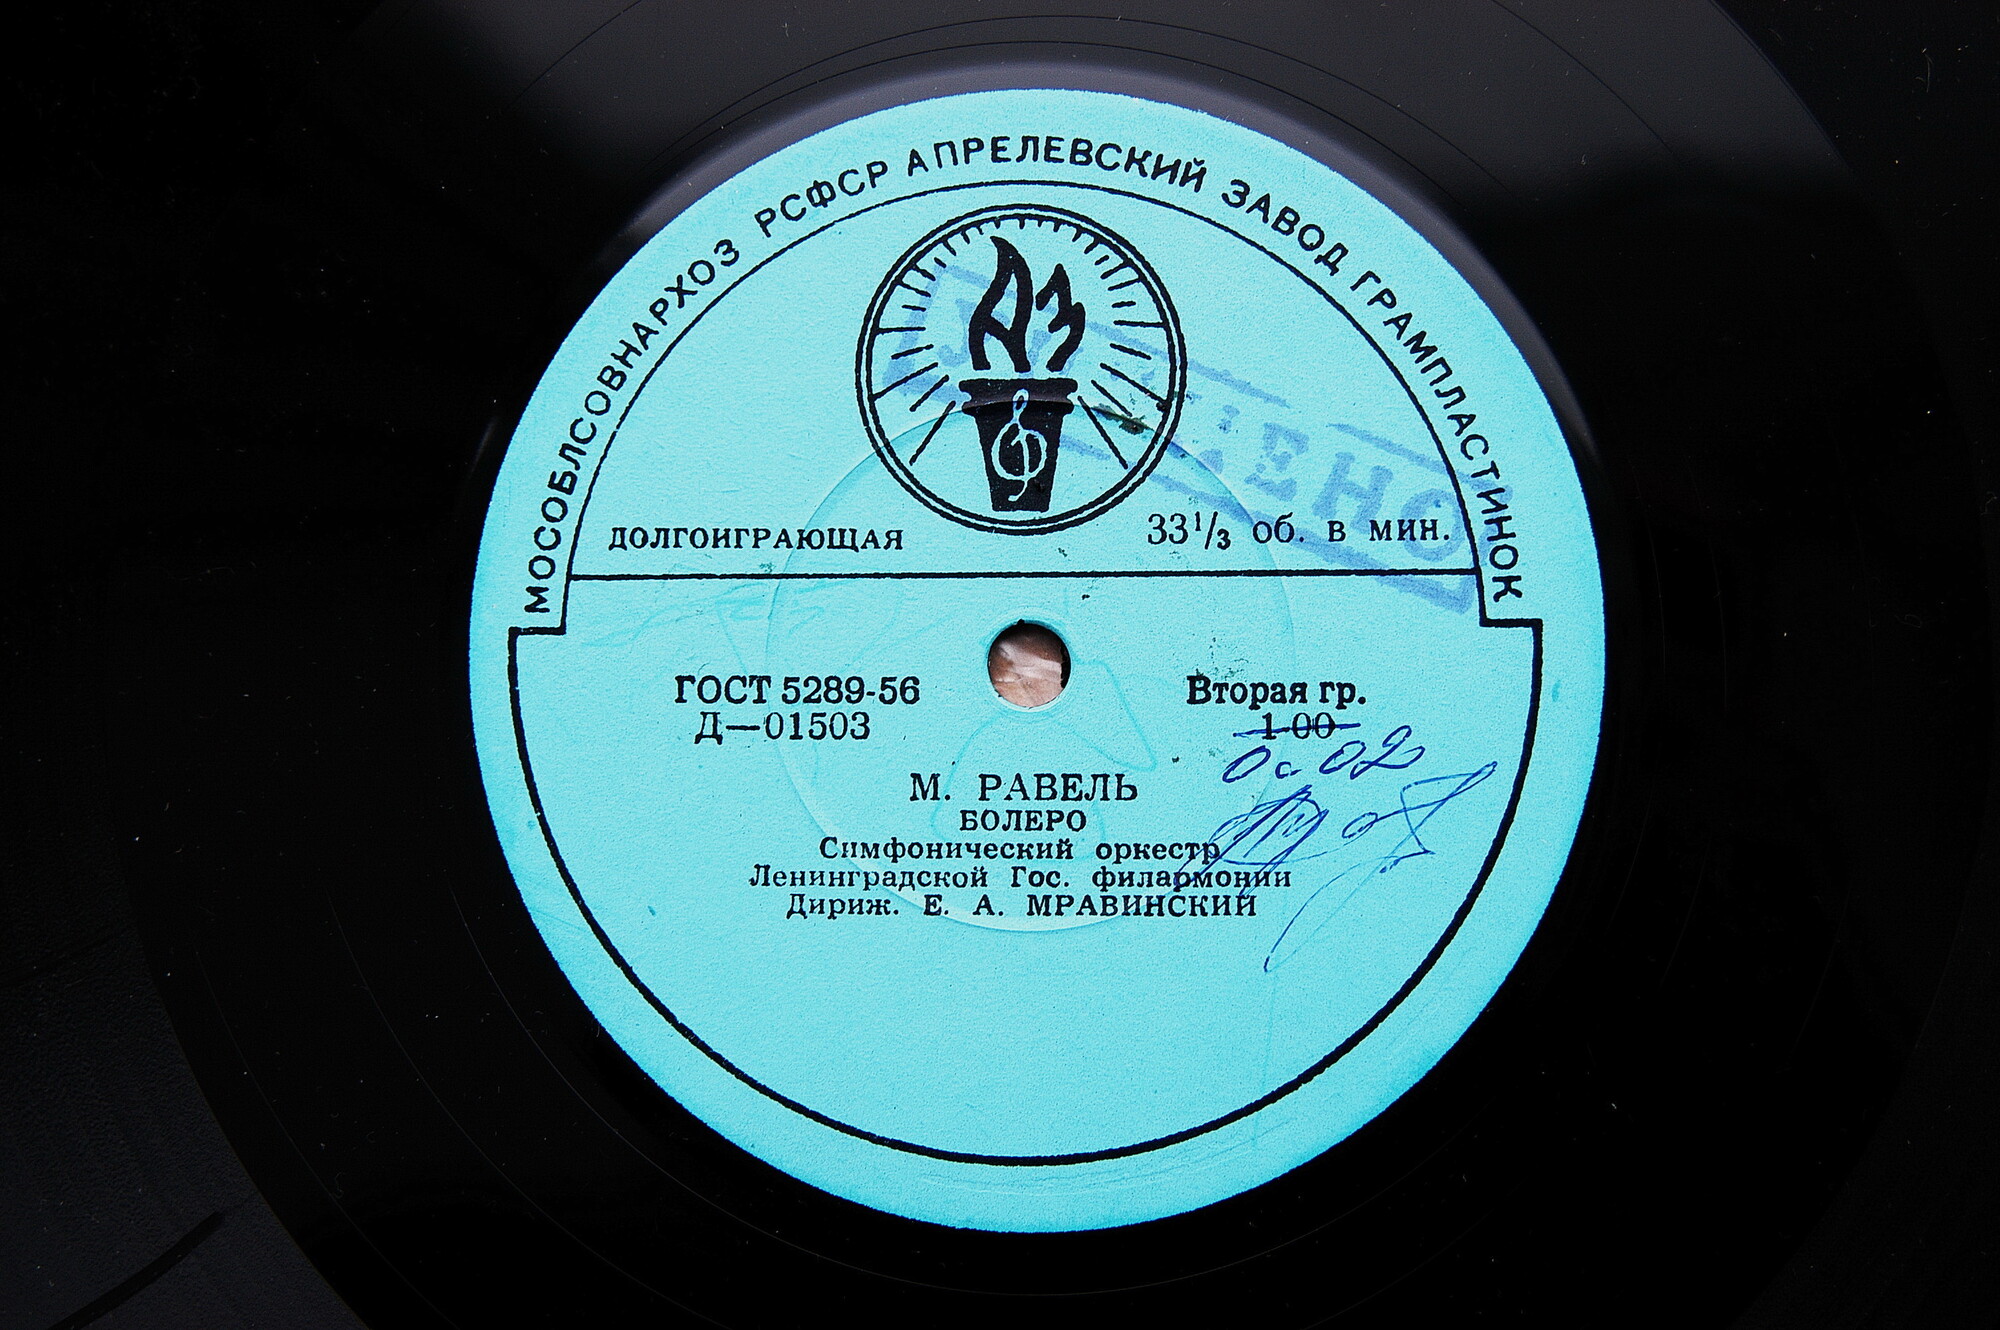 МОСОБЛСОВНАРХОЗ РСФСР АПРЕЛЕВСКИЙ ЗАВОД ГРАМПЛАСТИНОК
АЗ
ДОЛГОИГРАЮЩАЯ 33⅓ об. в мин.
ГОСТ 5289-56 Вторая гр.
Д—01503 1-00
0-02
М. РАВЕЛЬ
БОЛЕРО
Симфонический оркестр
Ленинградской Гос. филармонии
Дириж. Е. А. МРАВИНСКИЙ